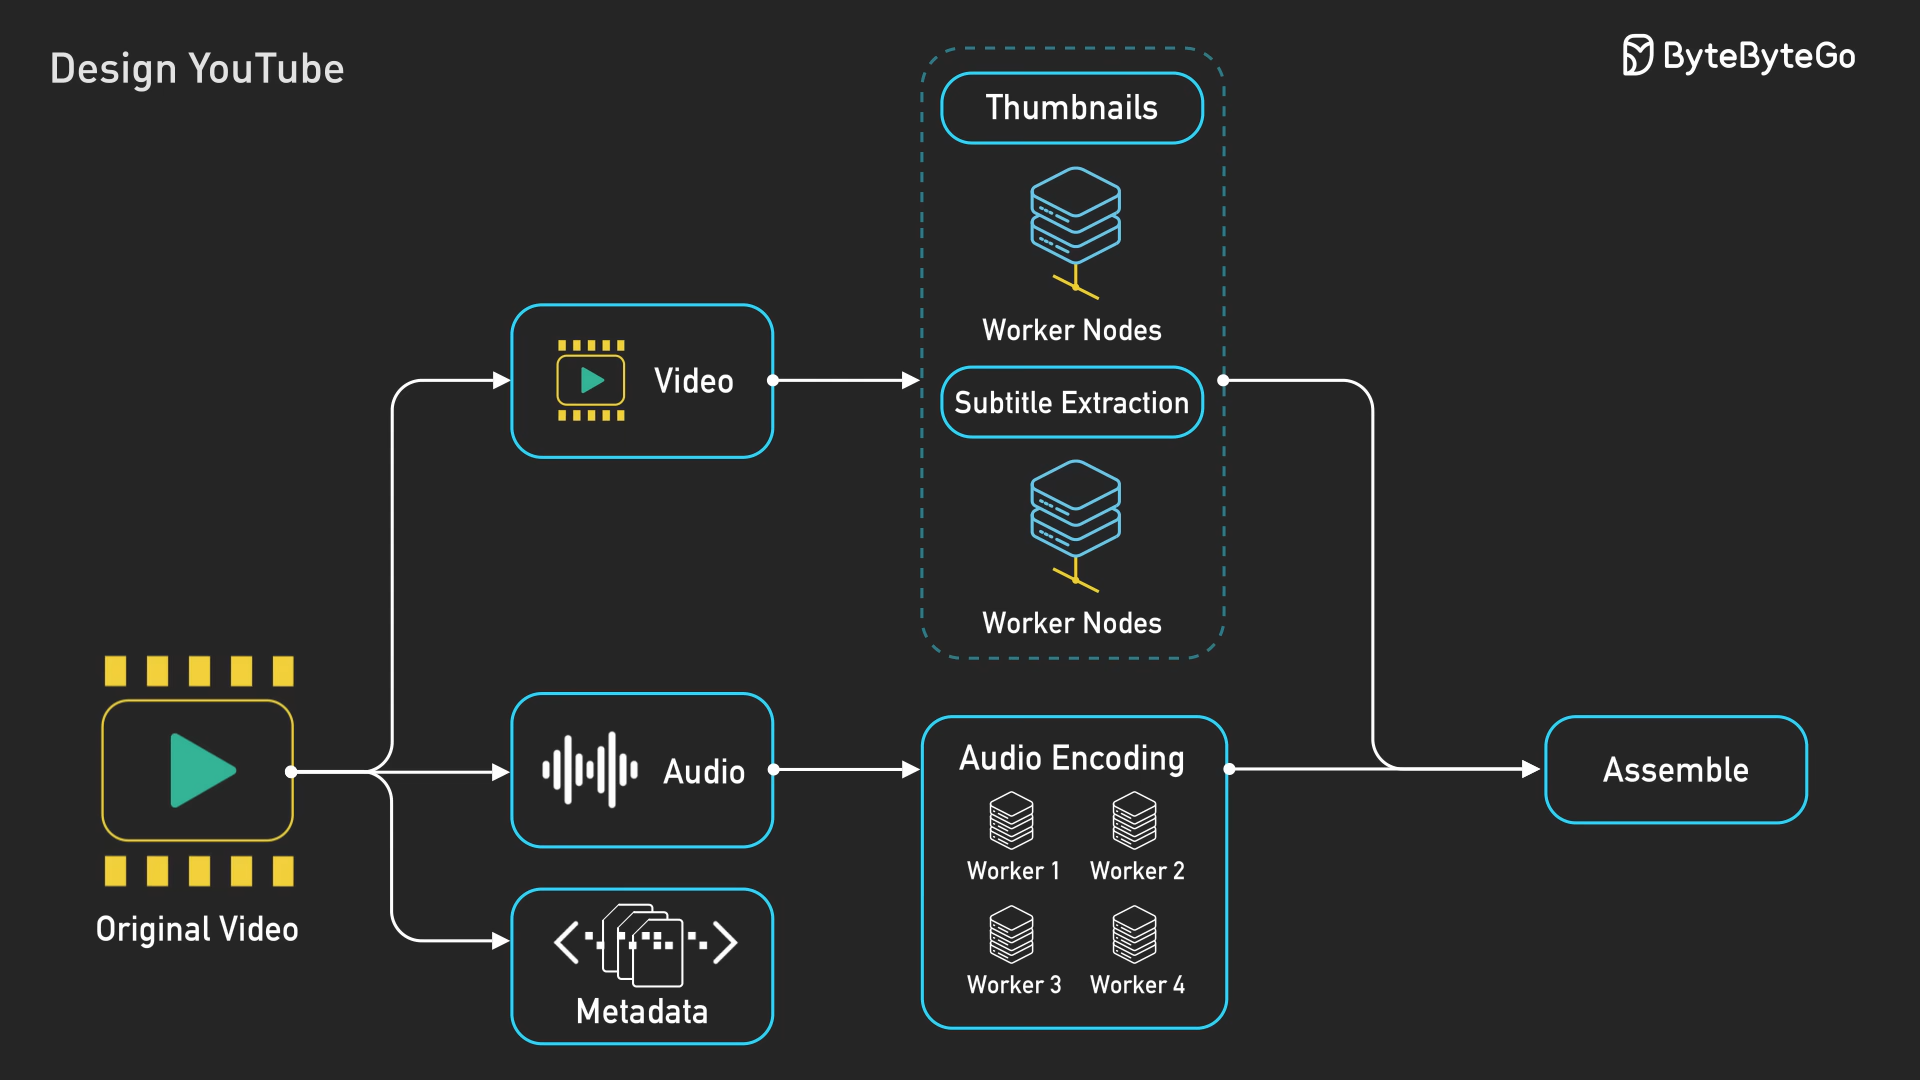 Design YouTube
ByteByteGo
Thumbnails
Worker Nodes
Video
Subtitle Extraction
Worker Nodes
Audio
Audio Encoding
Worker 1
Worker 2
Worker 3
Worker 4
Assemble
Original Video
Metadata